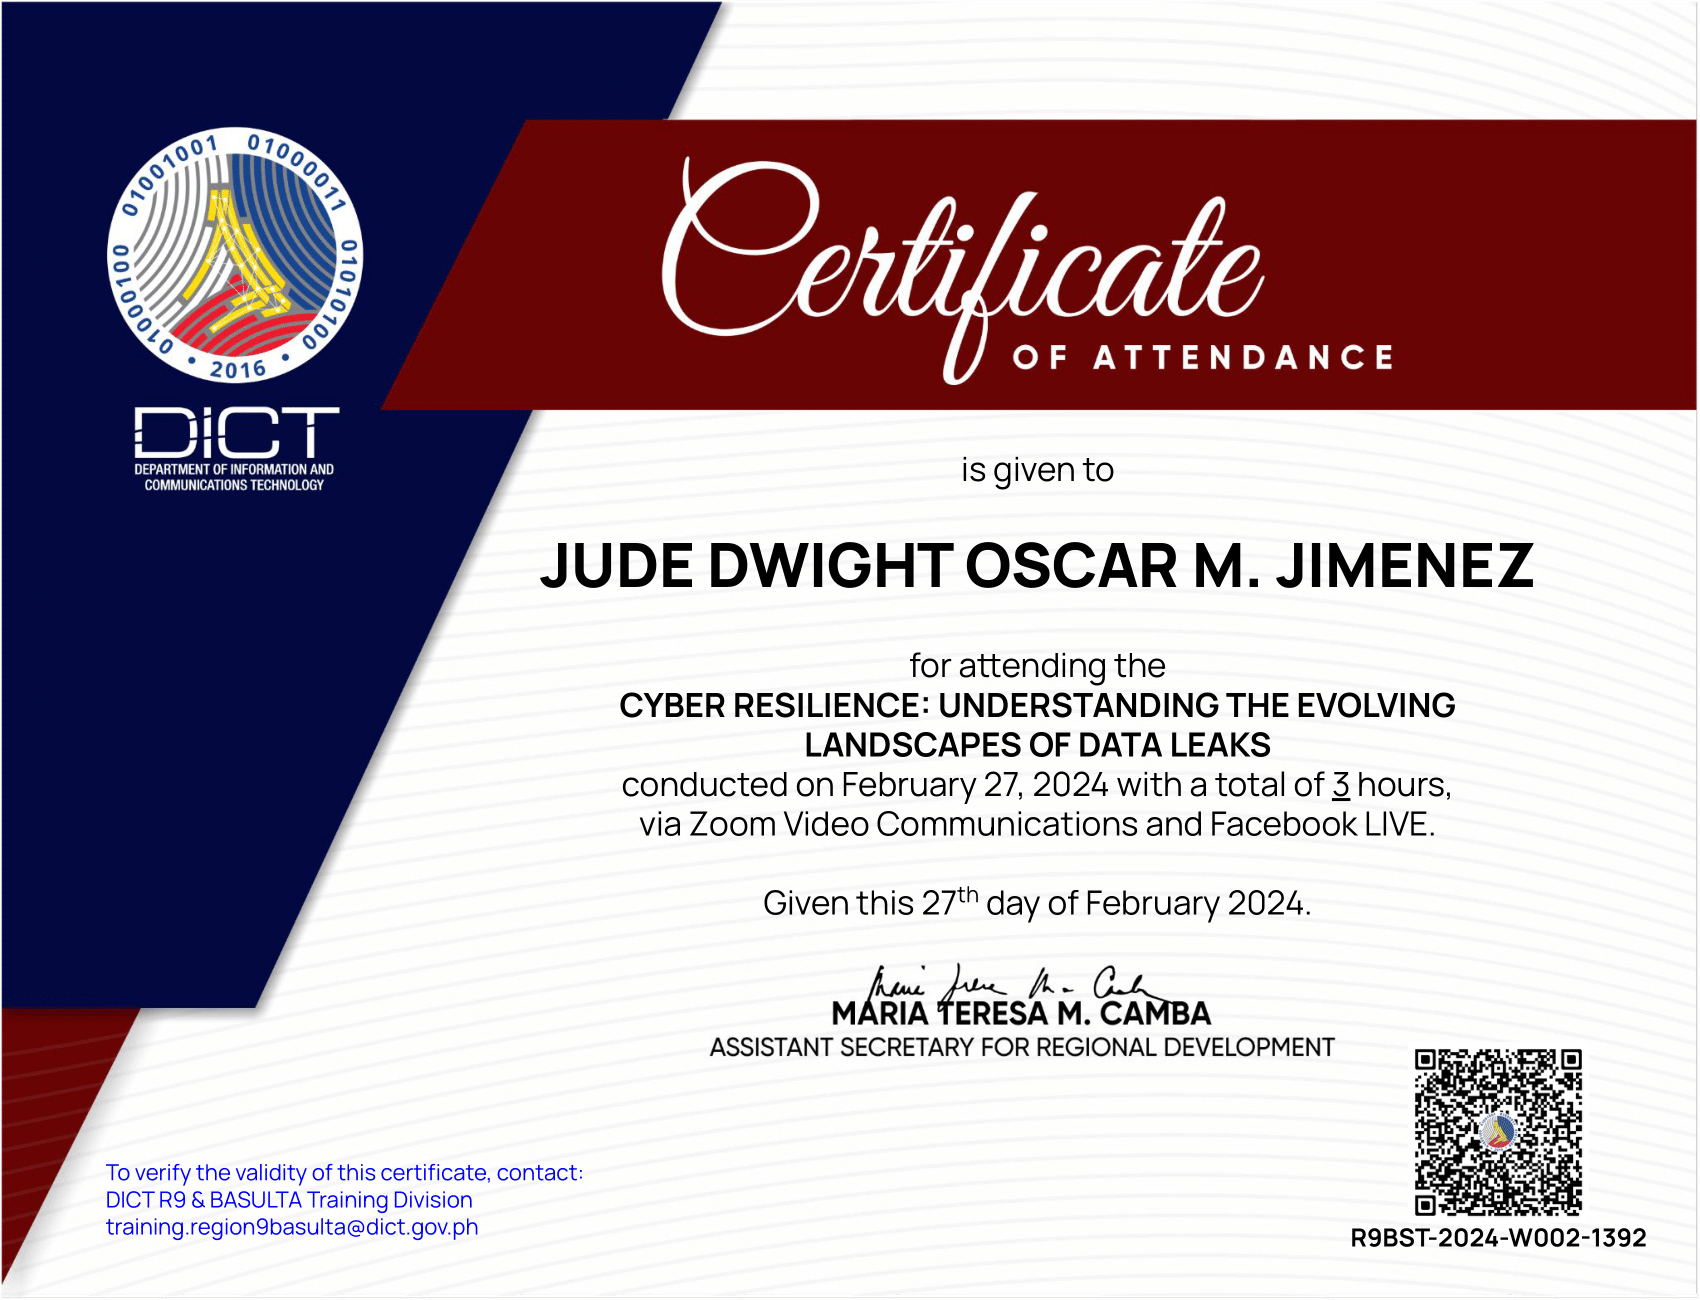 01001001 01000011 01010100 01000100
• 2016 •
DICT
DEPARTMENT OF INFORMATION AND
COMMUNICATIONS TECHNOLOGY
Certificate
OF ATTENDANCE
is given to
JUDE DWIGHT OSCAR M. JIMENEZ
for attending the
CYBER RESILIENCE: UNDERSTANDING THE EVOLVING
LANDSCAPES OF DATA LEAKS
conducted on February 27, 2024 with a total of 3 hours,
via Zoom Video Communications and Facebook LIVE.
Given this 27th day of February 2024.
MARIA TERESA M. CAMBA
ASSISTANT SECRETARY FOR REGIONAL DEVELOPMENT
To verify the validity of this certificate, contact:
DICT R9 & BASULTA Training Division
training.region9basulta@dict.gov.ph
R9BST-2024-W002-1392